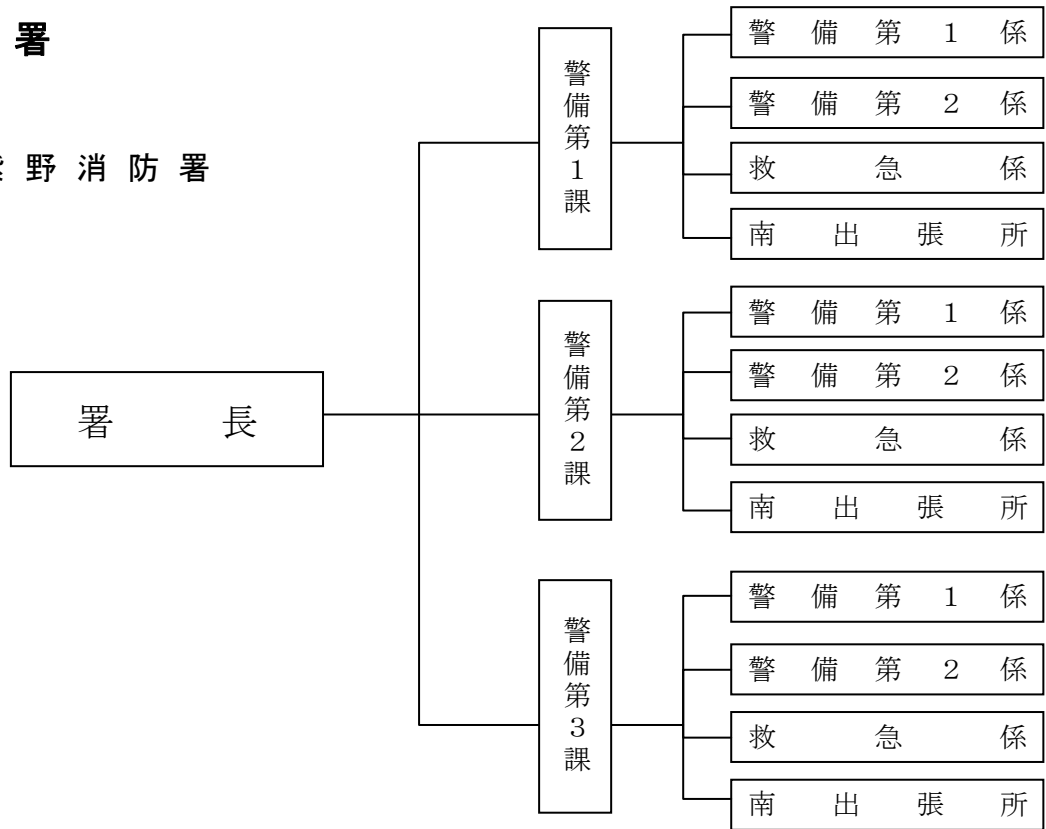 署
野消防署
署長
警備第１課
警備第１係
警備第２係
救急係
南出張所
警備第２課
警備第１係
警備第２係
救急係
南出張所
警備第３課
警備第１係
警備第２係
救急係
南出張所